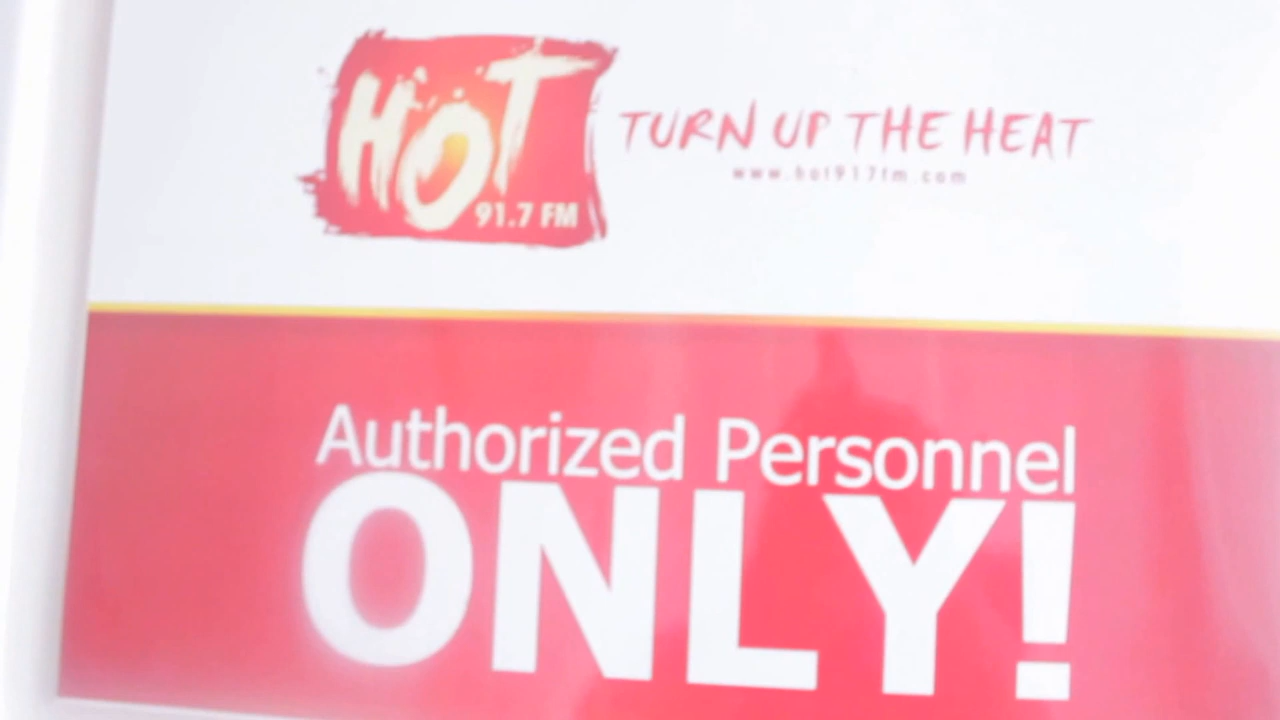 HOT
91.7 FM
TURN UP THE HEAT
www.hot917fm.com
Authorized Personnel
ONLY!